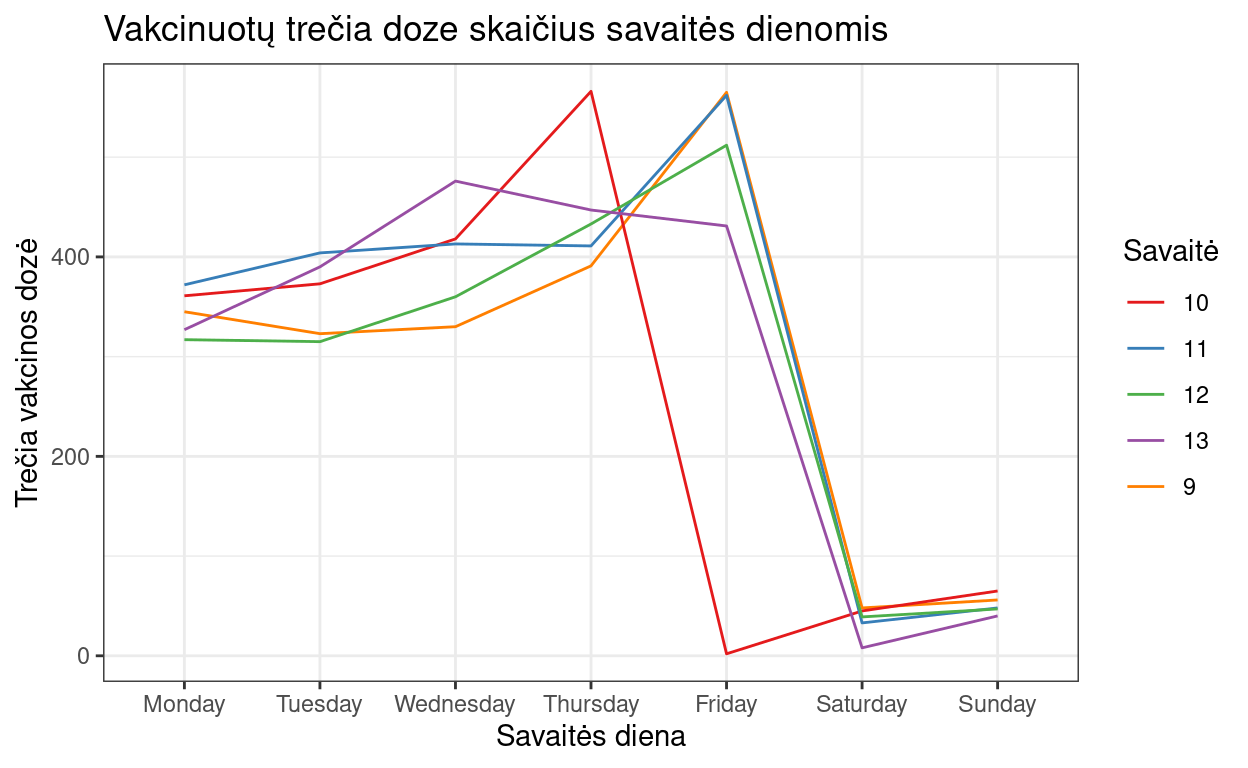 Vakcinuotų trečia doze skaičius savaitės dienomis
Trečia vakcinos dozė
400
200
0
Monday Tuesday Wednesday Thursday Friday Saturday Sunday
Savaitės diena
Savaitė
10
11
12
13
9